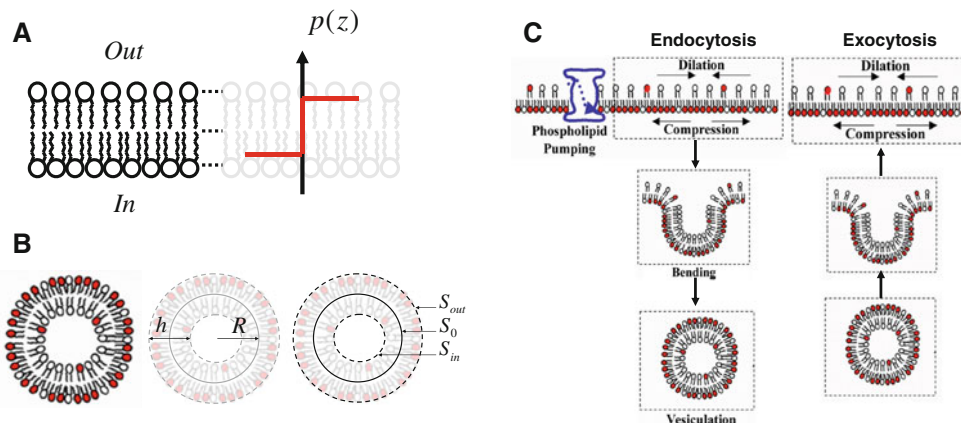 A
p(z)
Out
In
B
h
R
S_out
S_0
S_in
C
Endocytosis
Exocytosis
Dilation
Compression
Phospholipid
Pumping
Dilation
Compression
Bending
Vesiculation